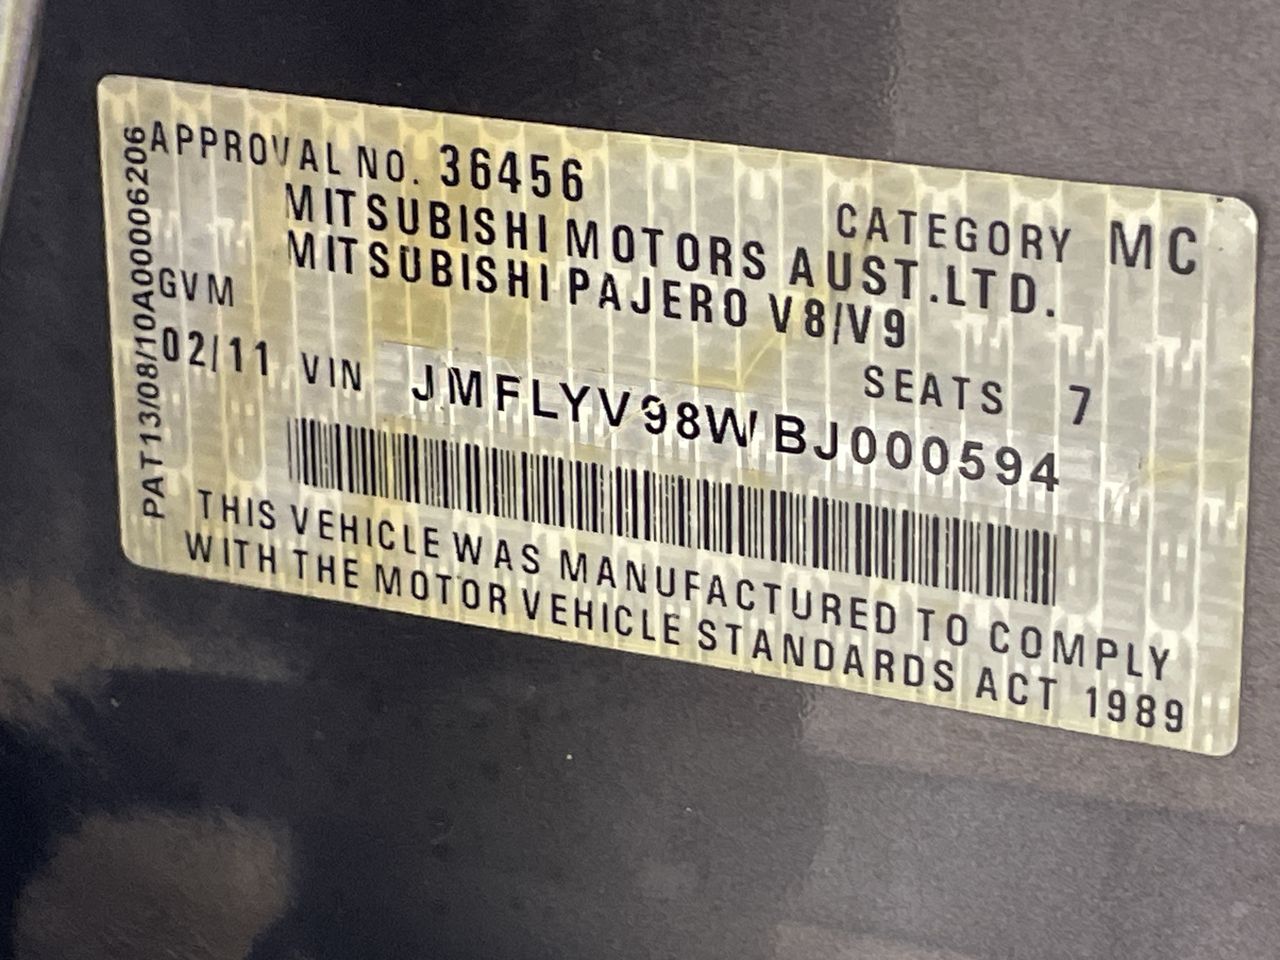 APPROVAL NO. 36456
CATEGORY MC
MITSUBISHI MOTORS AUST.LTD.
MITSUBISHI PAJERO V8/V9
GVM
SEATS 7
02/11 VIN JMFLYV98WBJ000594
THIS VEHICLE WAS MANUFACTURED TO COMPLY
WITH THE MOTOR VEHICLE STANDARDS ACT 1989
PAT13/08/10A000006206